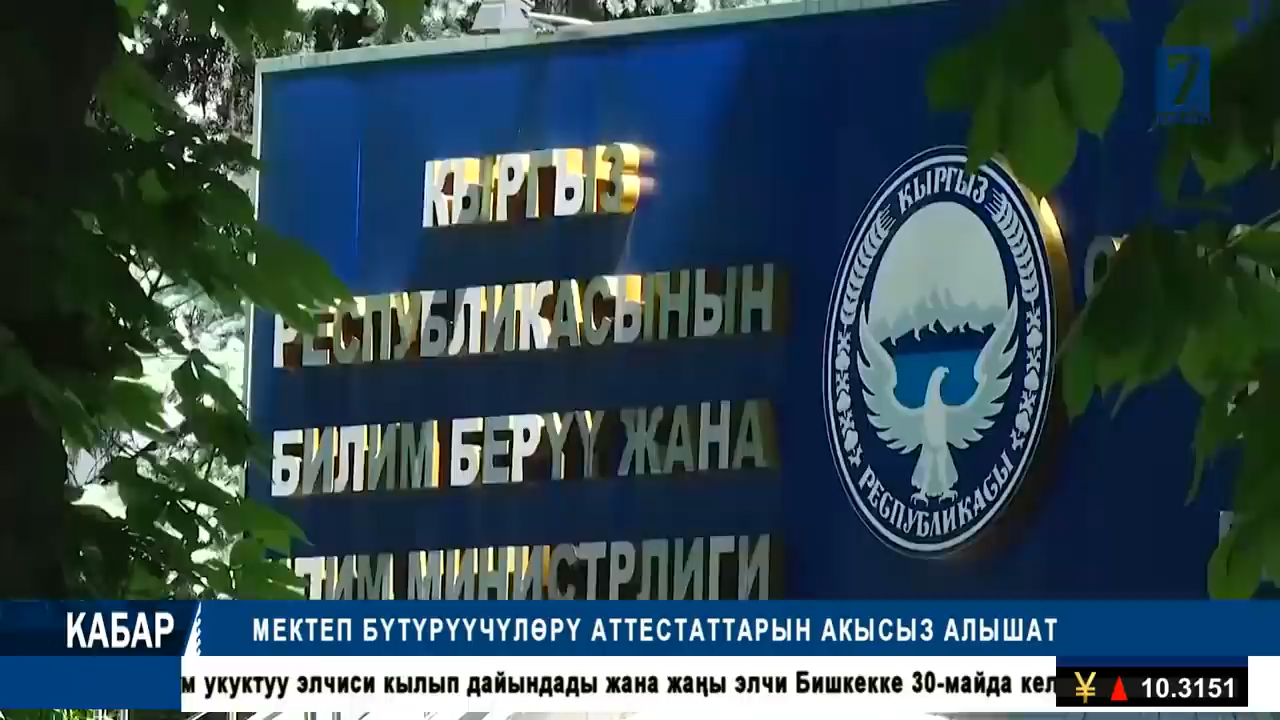 7
КЫРГЫЗ
РЕСПУБЛИКАСЫНЫН
БИЛИМ БЕРҮҮ ЖАНА
МИНИСТРЛИГИ
КЫРГЫЗ
РЕСПУБЛИКАСЫ
КАБАР
МЕКТЕП БҮТҮРҮҮЧҮЛӨРҮ АТТЕСТАТТАРЫН АКЫСЫЗ АЛЫШАТ
укуктуу элчиси кылып дайындады жана жаңы элчи Бишкекке 30-майда
¥ ▲ 10.3151